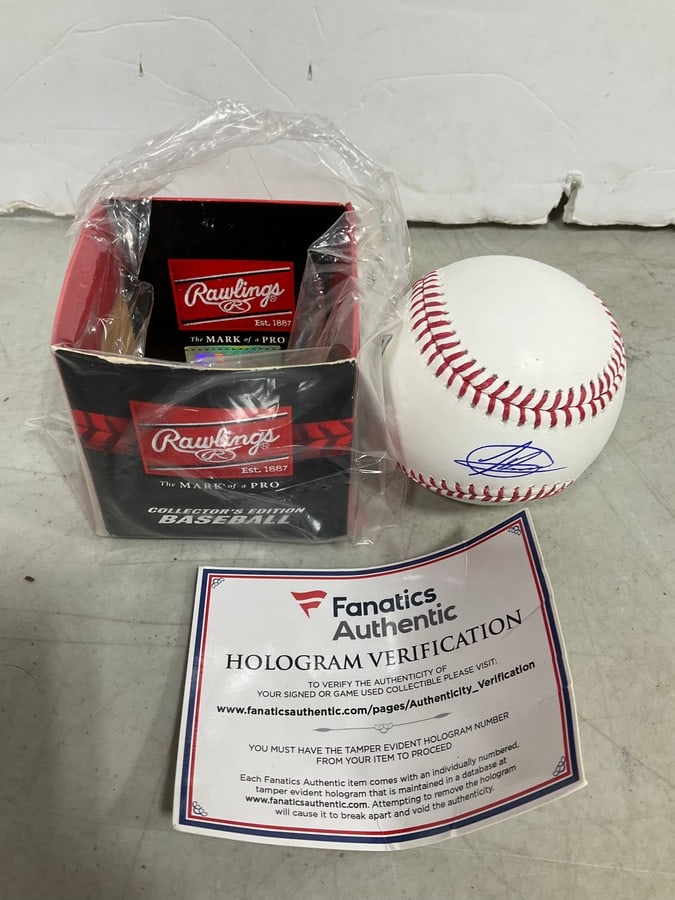 Rawlings
R
Est. 1887
The MARK of a PRO
Rawlings
R
Est. 1887
The MARK of a PRO
COLLECTOR'S EDITION
BASEBALL
Fanatics
Authentic
HOLOGRAM VERIFICATION
TO VERIFY THE AUTHENTICITY OF
YOUR SIGNED OR GAME USED COLLECTIBLE PLEASE VISIT:
www.fanaticsauthentic.com/pages/Authenticity_Verification
YOU MUST HAVE THE TAMPER EVIDENT HOLOGRAM NUMBER
FROM YOUR ITEM TO PROCEED
Each Fanatics Authentic item comes with an individually numbered,
tamper evident hologram that is maintained in a database at
www.fanaticsauthentic.com. Attempting to remove the hologram
will cause it to break apart and void the authenticity.